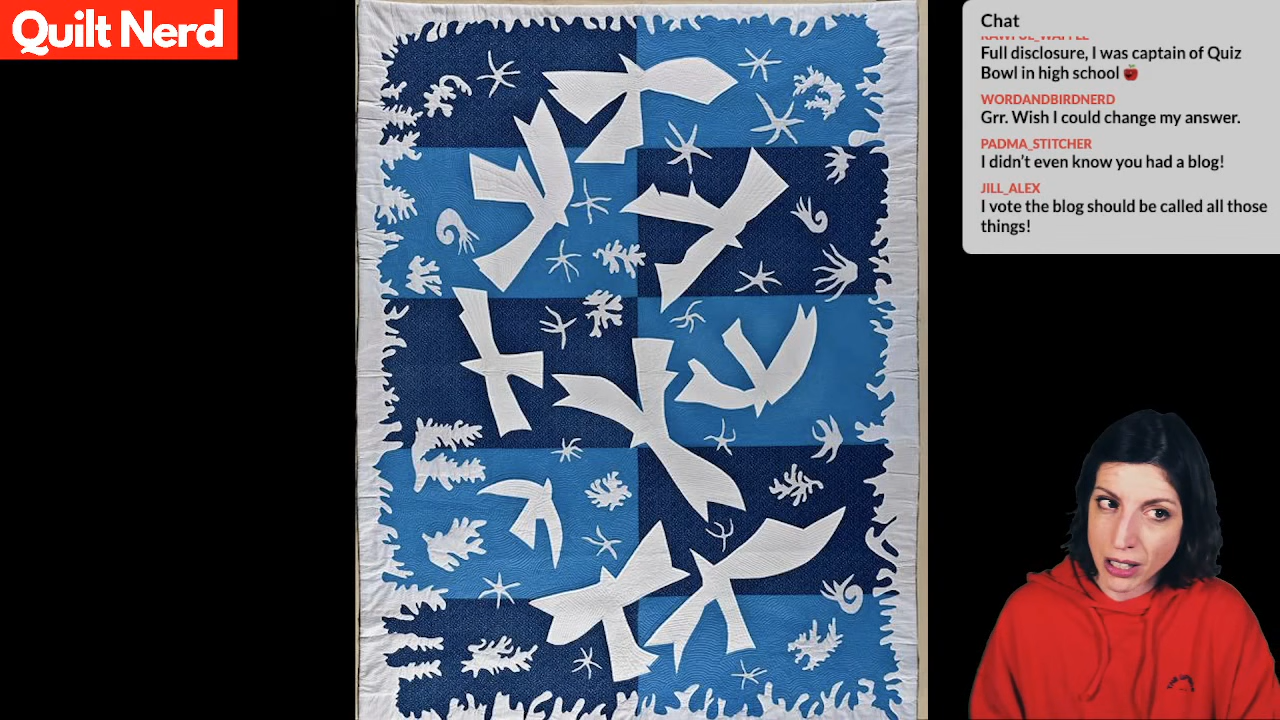 Quilt Nerd
Chat
RAWFUL_WAFFLE
Full disclosure, I was captain of Quiz
Bowl in high school
WORDANDBIRDNERD
Grr. Wish I could change my answer.
PADMA_STITCHER
I didn't even know you had a blog!
JILL_ALEX
I vote the blog should be called all those
things!